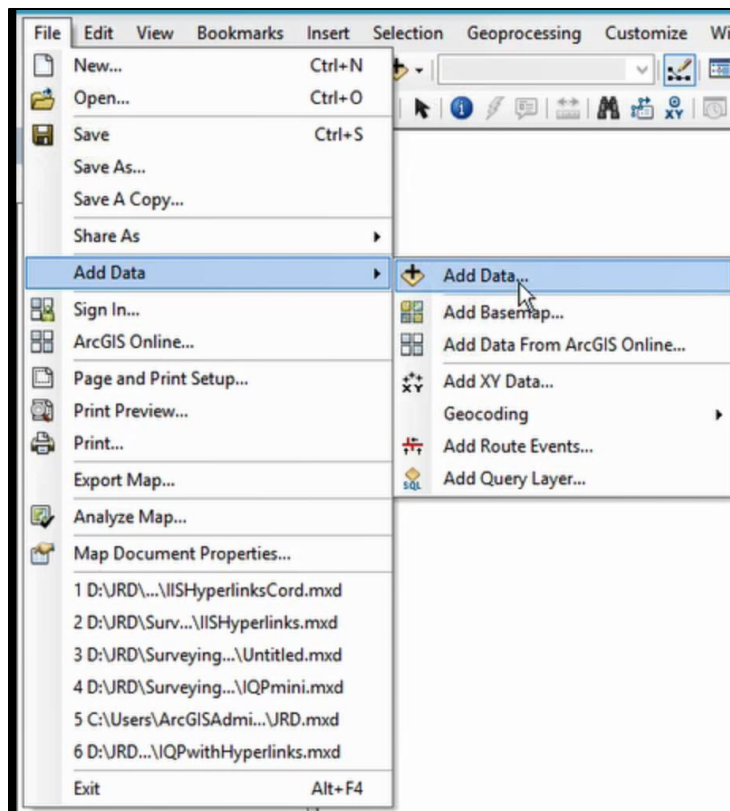 File Edit View Bookmarks Insert Selection Geoprocessing Customize Wi
New... Ctrl+N
Open... Ctrl+O
Save Ctrl+S
Save As...
Save A Copy...
Share As
Add Data
Add Data...
Sign In...
Add Basemap...
ArcGIS Online...
Add Data From ArcGIS Online...
Page and Print Setup...
XY Add XY Data...
Print Preview...
Geocoding
Print...
Add Route Events...
Export Map...
SQL Add Query Layer...
Analyze Map...
Map Document Properties...
1 D:\JRD\...\IISHyperlinksCord.mxd
2 D:\JRD\Surv...\IISHyperlinks.mxd
3 D:\JRD\Surveying...\Untitled.mxd
4 D:\JRD\Surveying...\IQPmini.mxd
5 C:\Users\ArcGISAdmi...\JRD.mxd
6 D:\JRD...\IQPwithHyperlinks.mxd
Exit Alt+F4
XY